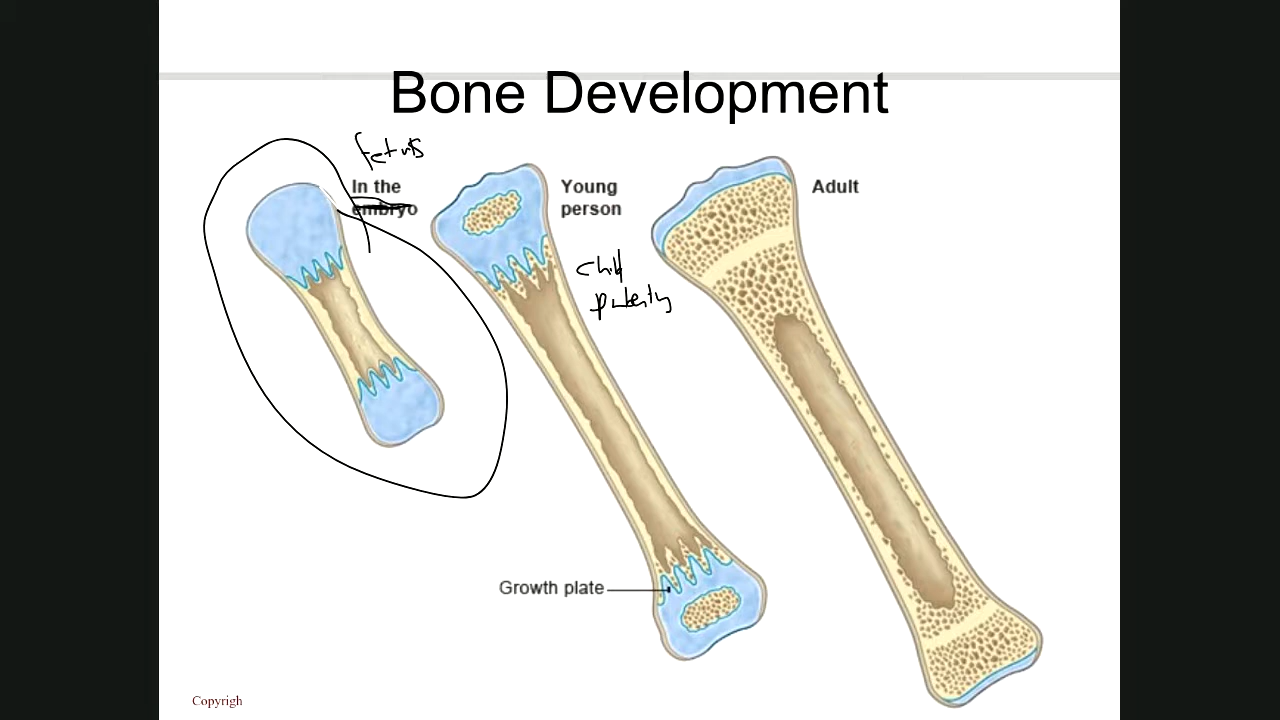 Bone Development
fetus
In the
embryo
Young
person
Adult
child
puberty
Growth plate
Copyrigh